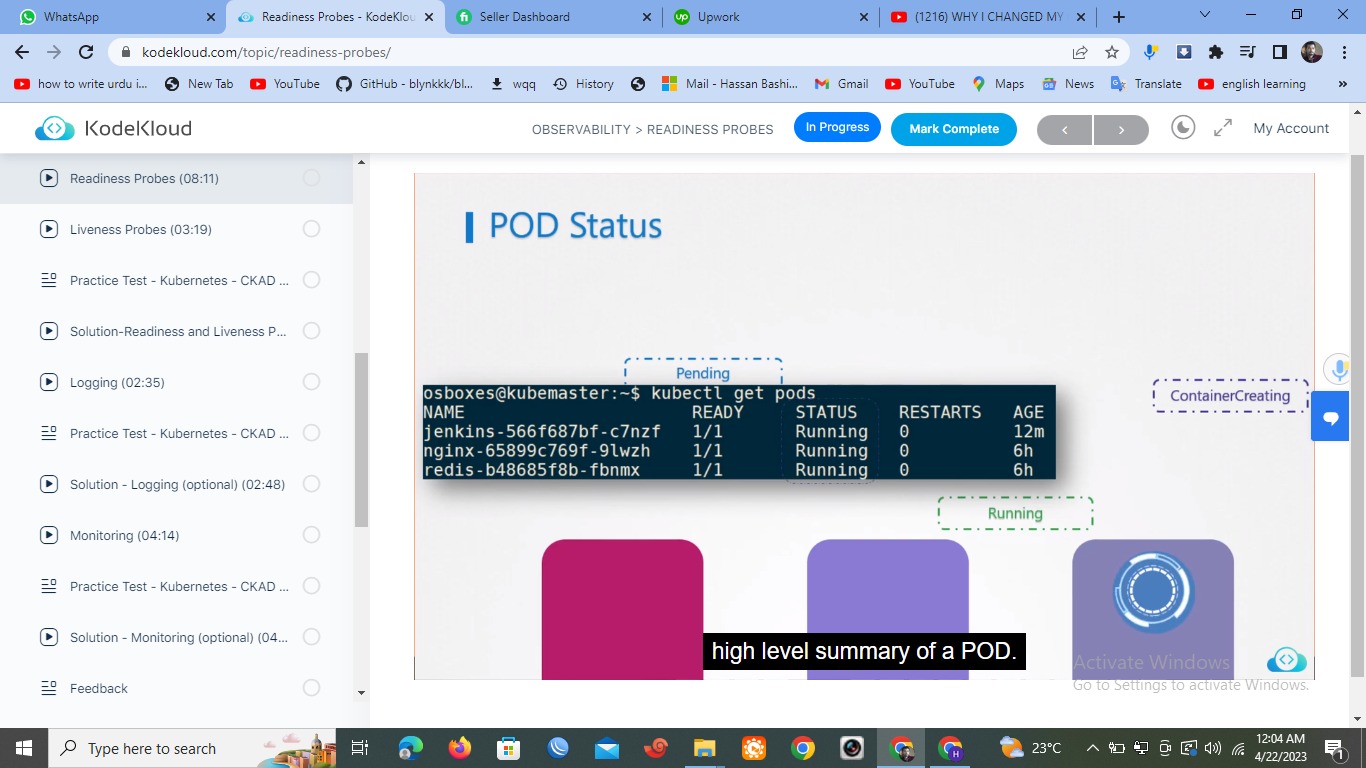 WhatsApp
Readiness Probes - KodeKlou
Seller Dashboard
Upwork
(1216) WHY I CHANGED MY
kodekloud.com/topic/readiness-probes/
how to write urdu i...
New Tab
YouTube
GitHub - blynkkk/bl...
wqq
History
Mail - Hassan Bashi...
Gmail
YouTube
Maps
News
Translate
english learning
»
KodeKloud
OBSERVABILITY > READINESS PROBES
In Progress
Mark Complete
My Account
Readiness Probes (08:11)
Liveness Probes (03:19)
Practice Test - Kubernetes - CKAD ...
Solution-Readiness and Liveness P...
Logging (02:35)
Practice Test - Kubernetes - CKAD ...
Solution - Logging (optional) (02:48)
Monitoring (04:14)
Practice Test - Kubernetes - CKAD ...
Solution - Monitoring (optional) (04...
Feedback
POD Status
Pending
ContainerCreating
osboxes@kubemaster:~$ kubectl get pods
NAME READY STATUS RESTARTS AGE
jenkins-566f687bf-c7nzf 1/1 Running 0 12m
nginx-65899c769f-9lwzh 1/1 Running 0 6h
redis-b48685f8b-fbnmx 1/1 Running 0 6h
Running
high level summary of a POD.
Activate Windows
Go to Settings to activate Windows.
Type here to search
H
23°C
12:04 AM
4/22/2023
1